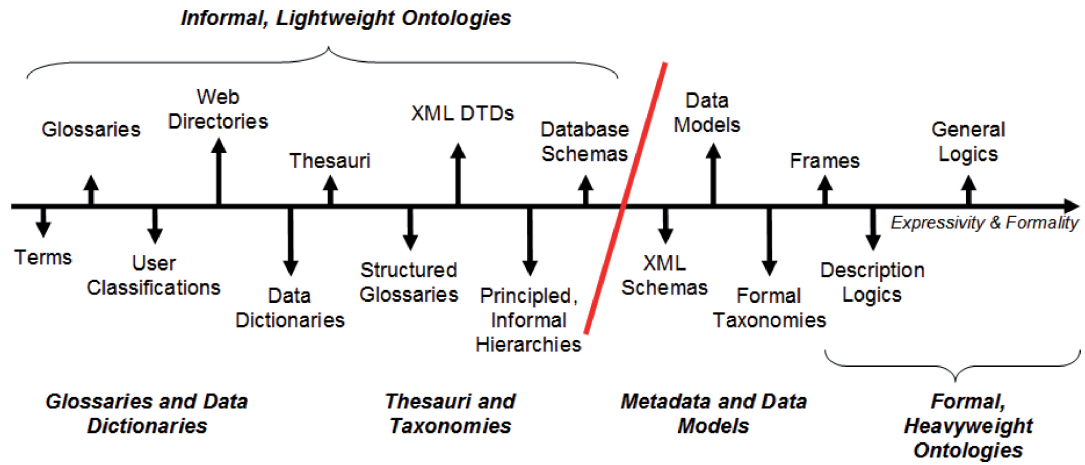 Informal, Lightweight Ontologies
Web
Directories
Glossaries
XML DTDs
Data
Models
General
Logics
Database
Schemas
Thesauri
Frames
Expressivity & Formality
Terms
User
Classifications
Data
Dictionaries
Structured
Glossaries
Principled,
Informal
Hierarchies
XML
Schemas
Formal
Taxonomies
Description
Logics
Glossaries and Data
Dictionaries
Thesauri and
Taxonomies
Metadata and Data
Models
Formal,
Heavyweight
Ontologies